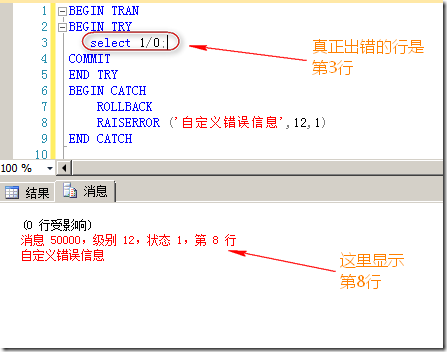 1 BEGIN TRAN
2 BEGIN TRY
3 select 1/0;
4 COMMIT
5 END TRY
6 BEGIN CATCH
7 ROLLBACK
8 RAISERROR ('自定义错误信息',12,1)
9 END CATCH
10
真正出错的行是
第3行
100 %
结果 消息
(0 行受影响)
消息 50000，级别 12，状态 1，第 8 行
自定义错误信息
这里显示
第8行